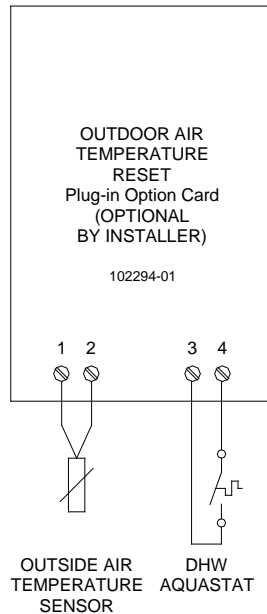 OUTDOOR AIR
TEMPERATURE
RESET
Plug-in Option Card
(OPTIONAL
BY INSTALLER)
102294-01
1 2 3 4
OUTSIDE AIR
TEMPERATURE
SENSOR
DHW
AQUASTAT